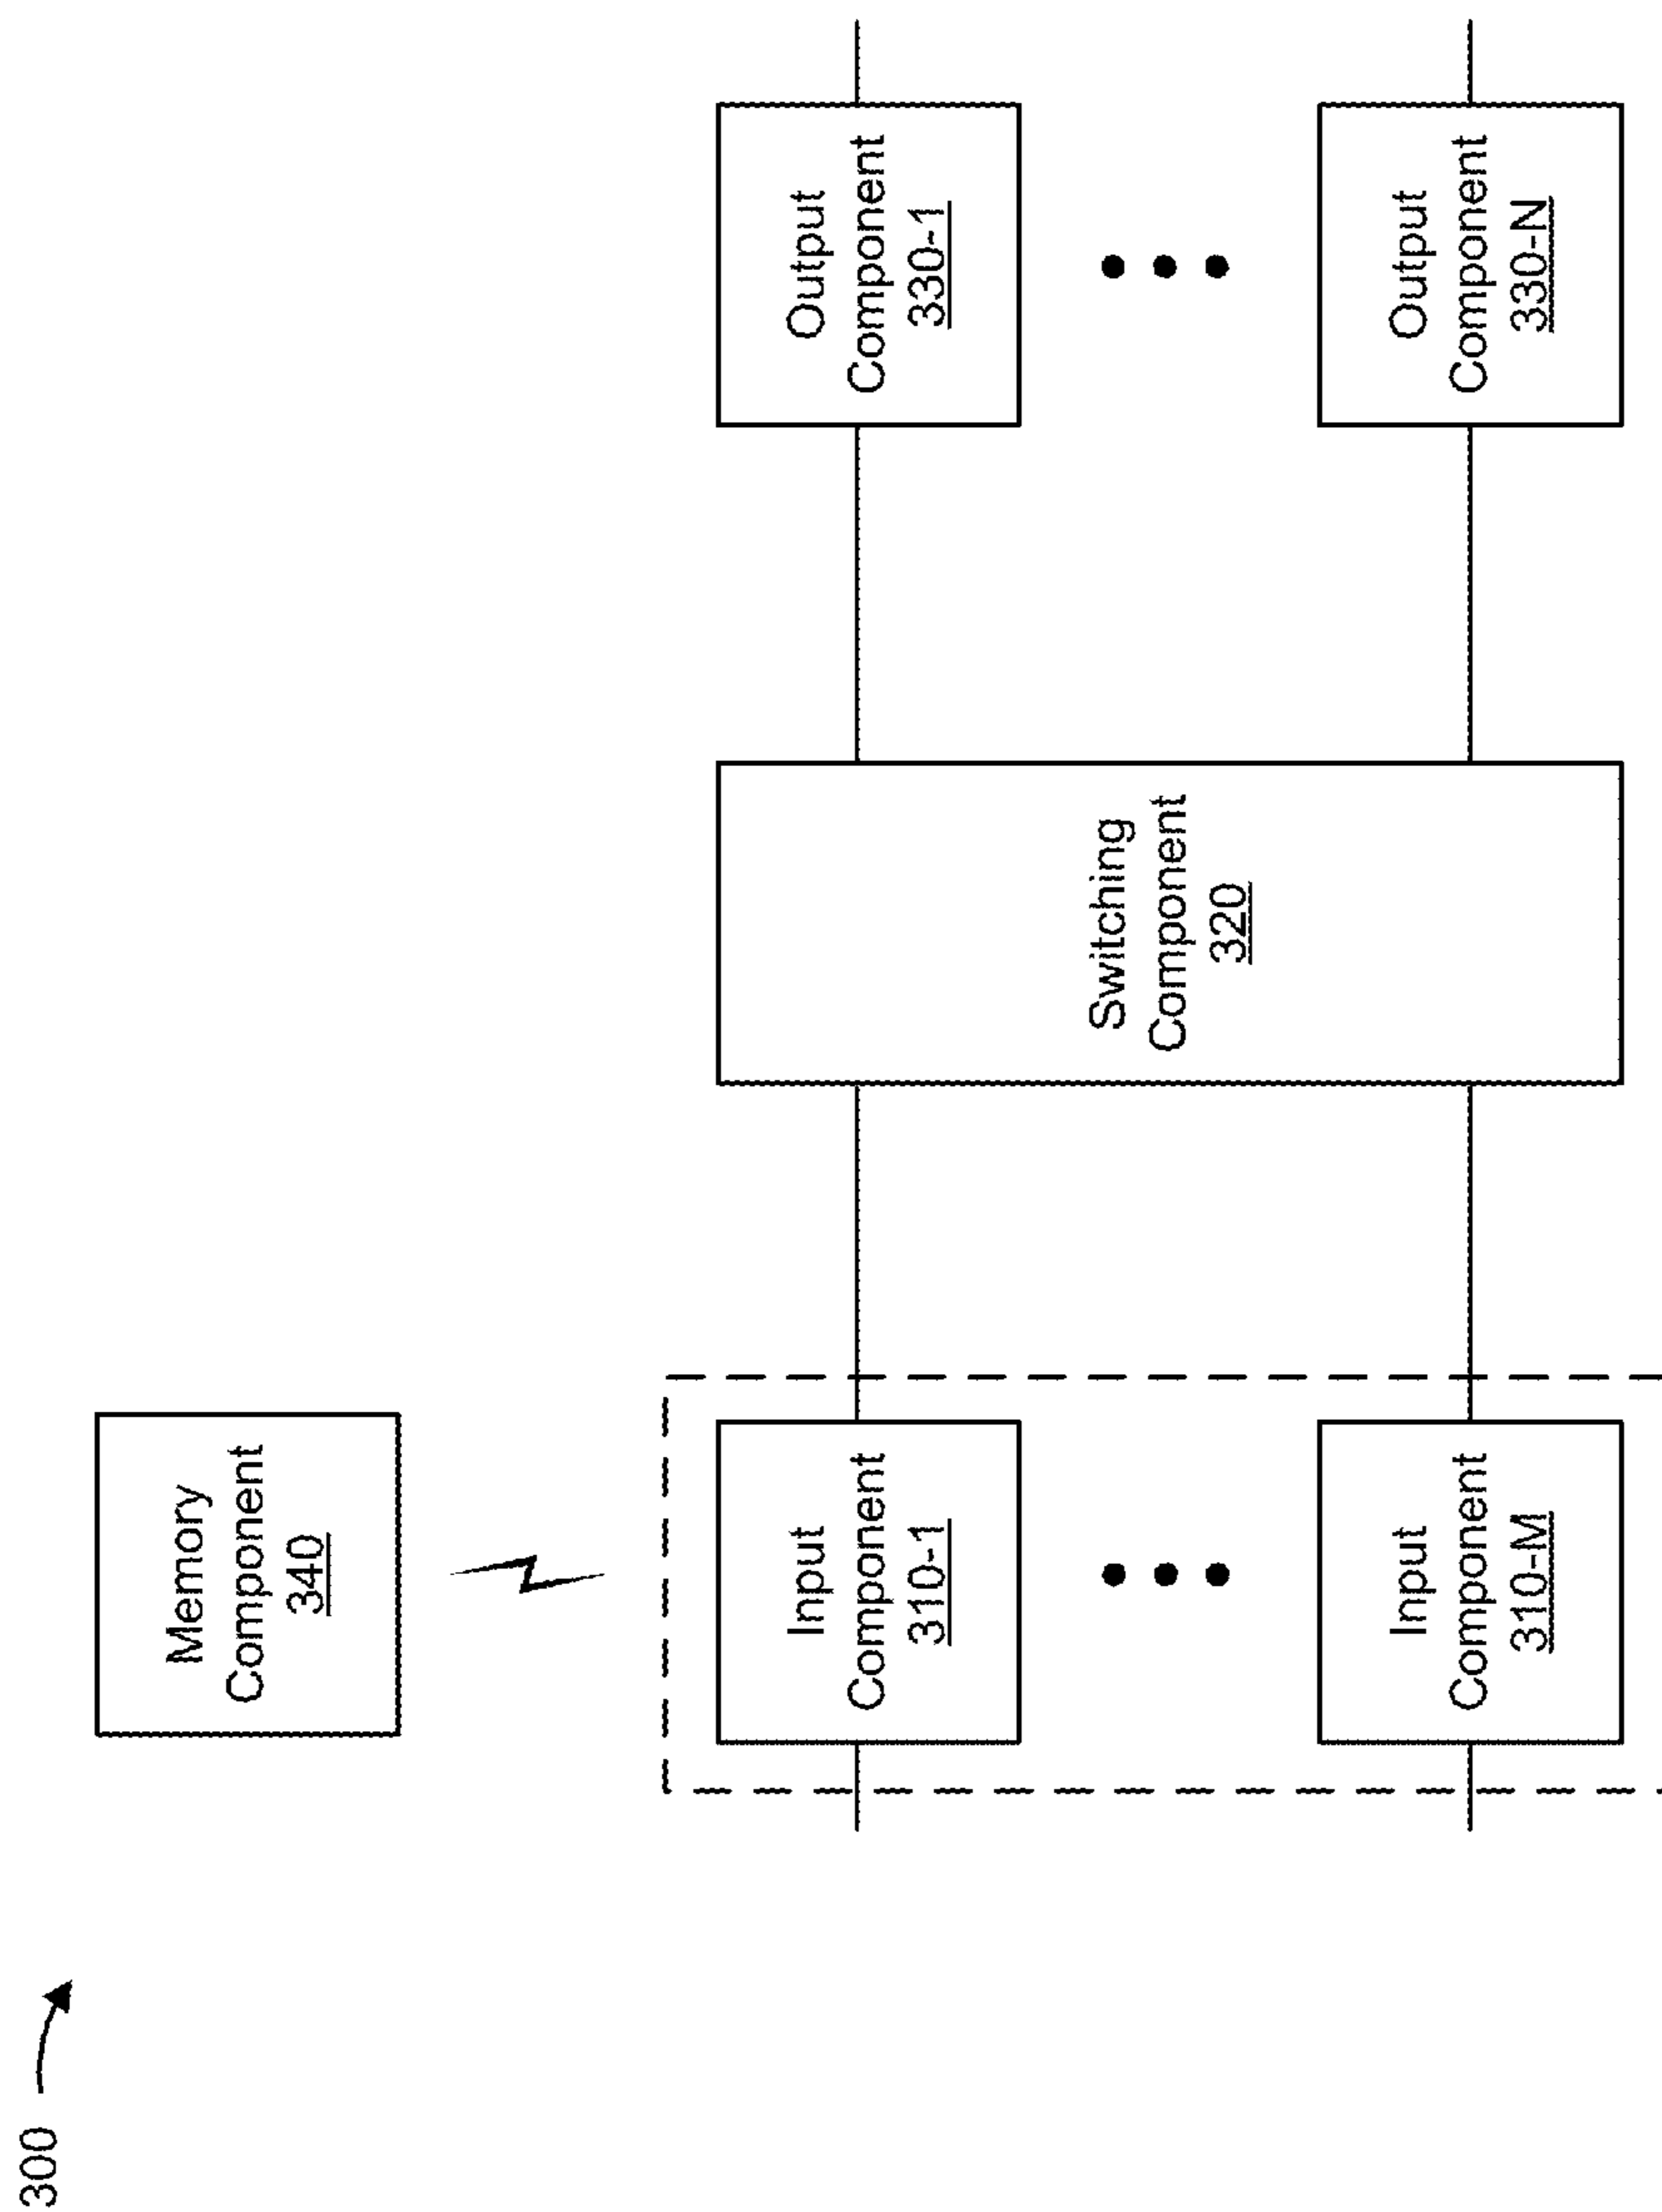 300
Memory
Component
340
Input
Component
310-1
Input
Component
310-M
Switching
Component
320
Output
Component
330-1
Output
Component
330-N